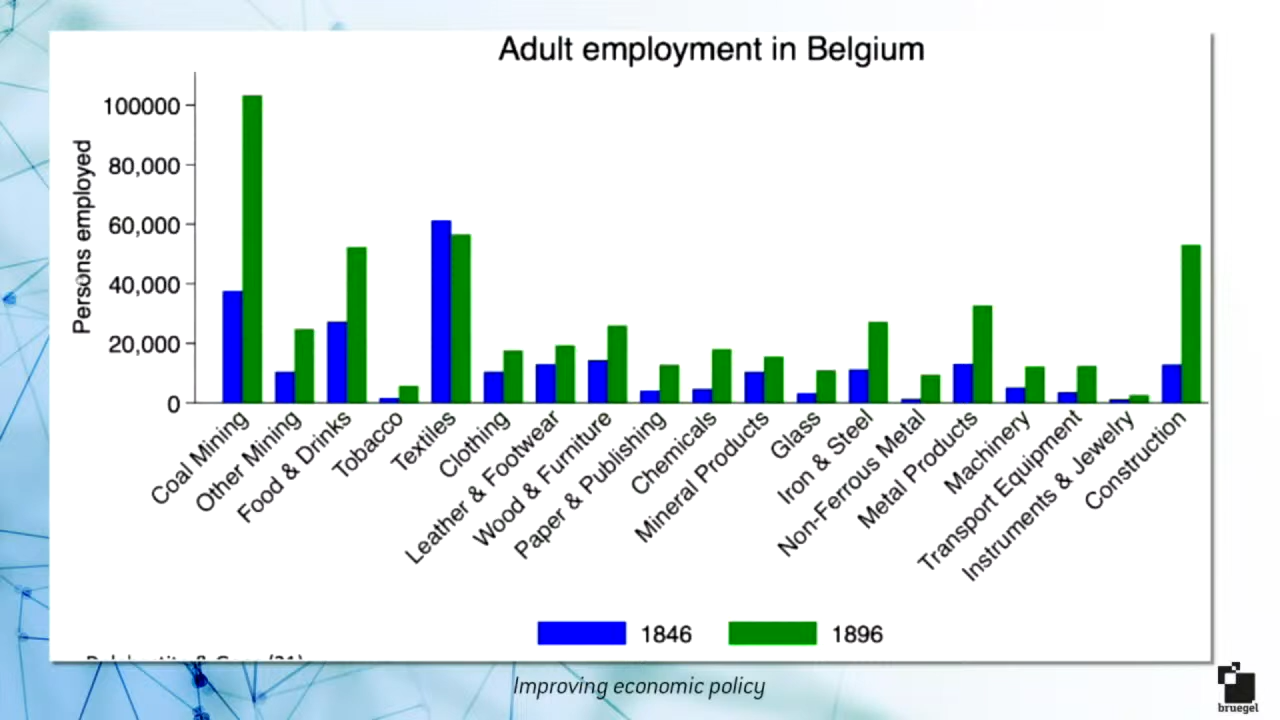 Adult employment in Belgium
Persons employed
100000
80,000
60,000
40,000
20,000
0
Coal Mining
Other Mining
Food & Drinks
Tobacco
Textiles
Clothing
Leather & Footwear
Wood & Furniture
Paper & Publishing
Chemicals
Mineral Products
Glass
Iron & Steel
Non-Ferrous Metal
Metal Products
Machinery
Transport Equipment
Instruments & Jewelry
Construction
1846
1896
Improving economic policy
bruegel